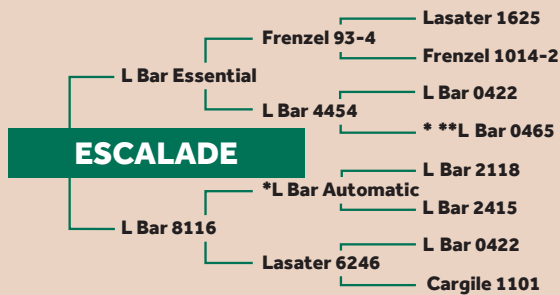 Lasater 1625
Frenzel 93-4
Frenzel 1014-2
L Bar Essential
L Bar 0422
L Bar 4454
* **L Bar 0465
ESCALADE
L Bar 2118
*L Bar Automatic
L Bar 2415
L Bar 8116
L Bar 0422
Lasater 6246
Cargile 1101